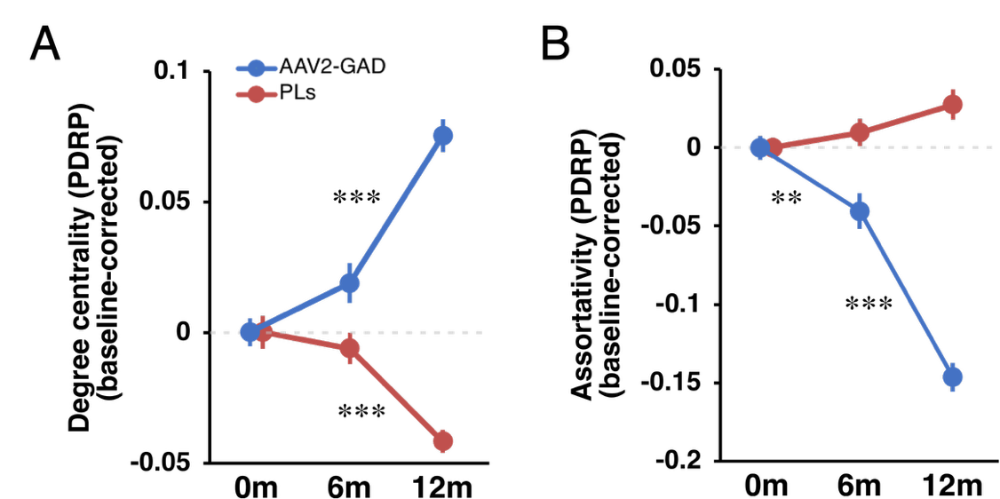 A
Degree centrality (PDRP)
(baseline-corrected)
0.1
0.05
0
-0.05
AAV2-GAD
PLs
***
***
0m 6m 12m
B
Assortativity (PDRP)
(baseline-corrected)
0.05
0
-0.05
-0.1
-0.15
-0.2
**
***
0m 6m 12m